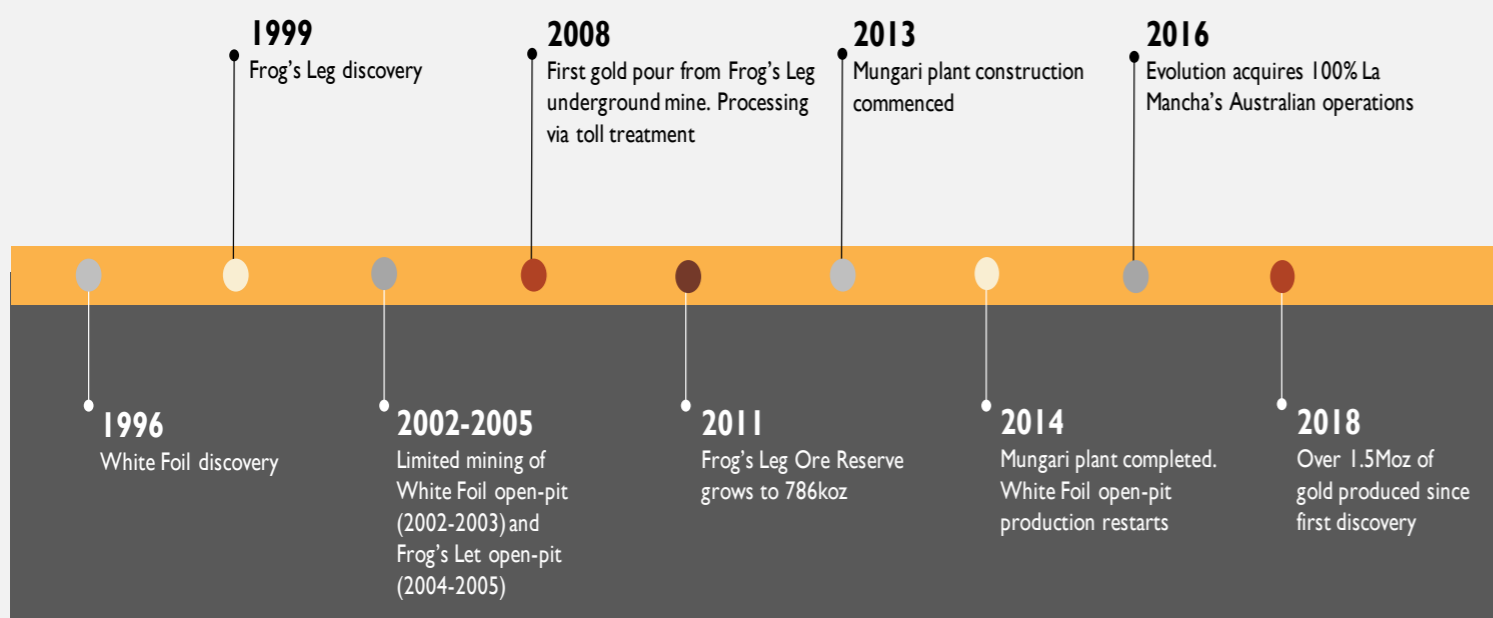 1999
Frog's Leg discovery
2008
First gold pour from Frog's Leg
underground mine. Processing
via toll treatment
2013
Mungari plant construction
commenced
2016
Evolution acquires 100% La
Mancha's Australian operations
1996
White Foil discovery
2002-2005
Limited mining of
White Foil open-pit
(2002-2003) and
Frog's Let open-pit
(2004-2005)
2011
Frog's Leg Ore Reserve
grows to 786koz
2014
Mungari plant completed.
White Foil open-pit
production restarts
2018
Over 1.5Moz of
gold produced since
first discovery